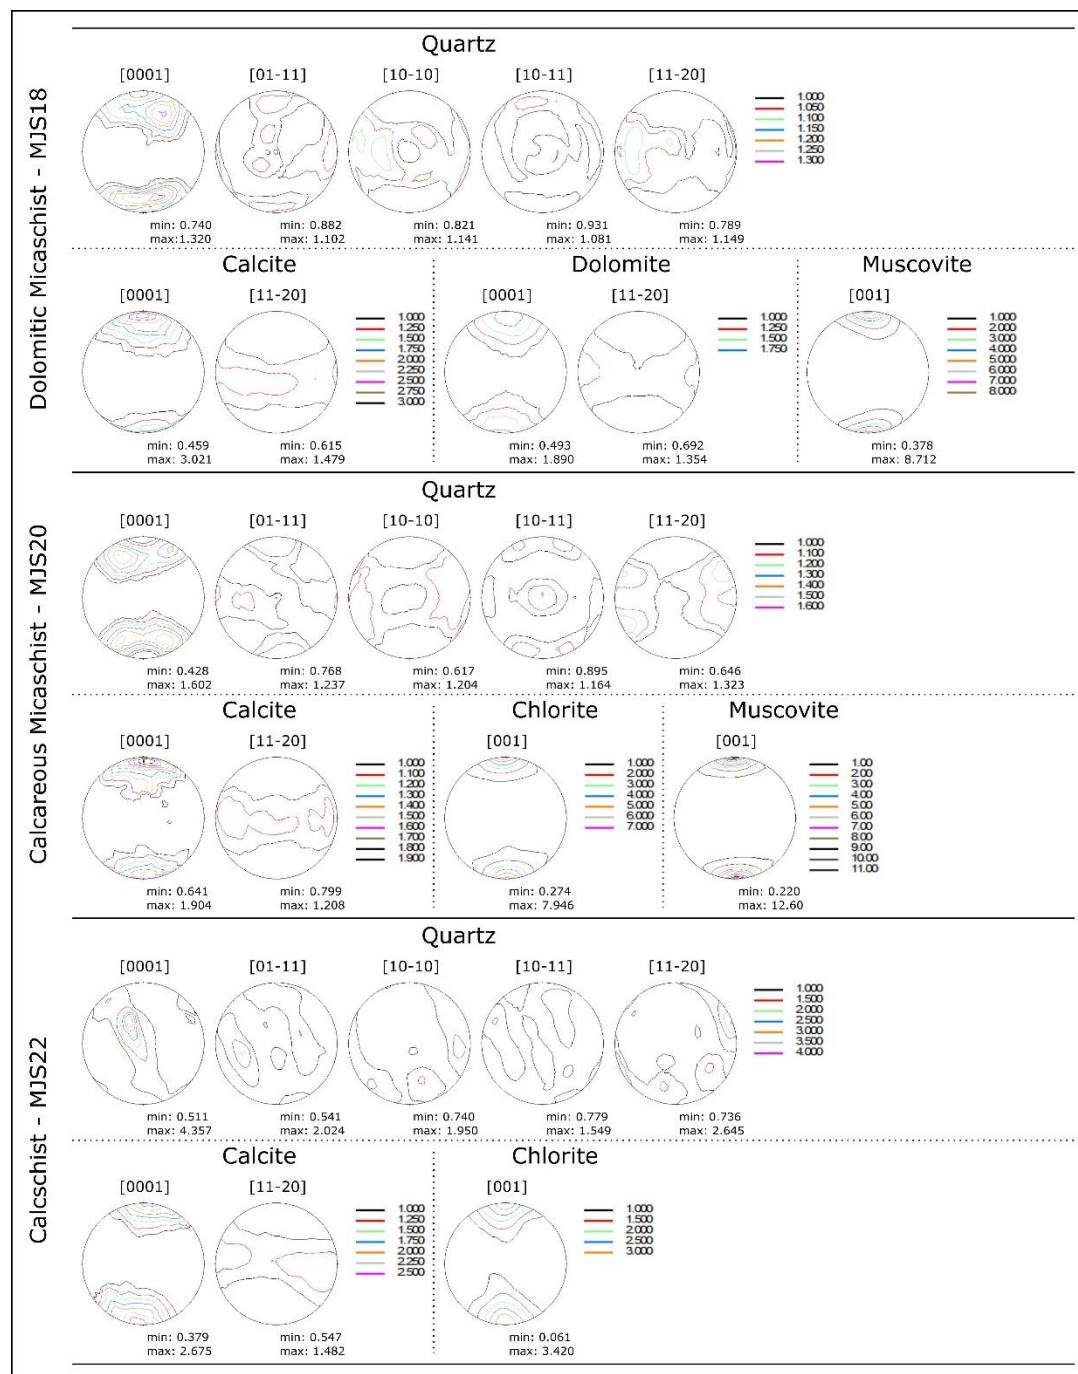 Dolomitic Micaschist - MJS18
Quartz
[0001] [01-11] [10-10] [10-11] [11-20]
1.000
1.050
1.100
1.150
1.200
1.250
1.300
min: 0.740 min: 0.882 min: 0.821 min: 0.931 min: 0.789
max:1.320 max: 1.102 max: 1.141 max: 1.081 max: 1.149
Calcite Dolomite Muscovite
[0001] [11-20] [0001] [11-20] [001]
1.000 1.000 1.000
1.250 1.250 2.000
1.500 1.500 3.000
1.750 1.750 4.000
2.000 5.000
2.250 6.000
2.500 7.000
2.750 8.000
3.000
min: 0.459 min: 0.615 min: 0.493 min: 0.692 min: 0.378
max: 3.021 max: 1.479 max: 1.890 max: 1.354 max: 8.712
Calcareous Micaschist - MJS20
Quartz
[0001] [01-11] [10-10] [10-11] [11-20]
1.000
1.100
1.200
1.300
1.400
1.500
1.600
min: 0.428 min: 0.768 min: 0.617 min: 0.895 min: 0.646
max: 1.602 max: 1.237 max: 1.204 max: 1.164 max: 1.323
Calcite Chlorite Muscovite
[0001] [11-20] [001] [001]
1.000 1.000 1.00
1.100 2.000 2.00
1.200 3.000 3.00
1.300 4.000 4.00
1.400 5.000 5.00
1.500 6.000 6.00
1.600 7.000 7.00
1.700 8.00
1.800 9.00
1.900 10.00
11.00
min: 0.641 min: 0.799 min: 0.274 min: 0.220
max: 1.904 max: 1.208 max: 7.946 max: 12.60
Calcschist - MJS22
Quartz
[0001] [01-11] [10-10] [10-11] [11-20]
1.000
1.500
2.000
2.500
3.000
3.500
4.000
min: 0.511 min: 0.541 min: 0.740 min: 0.779 min: 0.736
max: 4.357 max: 2.024 max: 1.950 max: 1.549 max: 2.645
Calcite Chlorite
[0001] [11-20] [001]
1.000 1.000
1.250 1.500
1.500 2.000
1.750 2.500
2.000 3.000
2.250
2.500
min: 0.379 min: 0.547 min: 0.061
max: 2.675 max: 1.482 max: 3.420